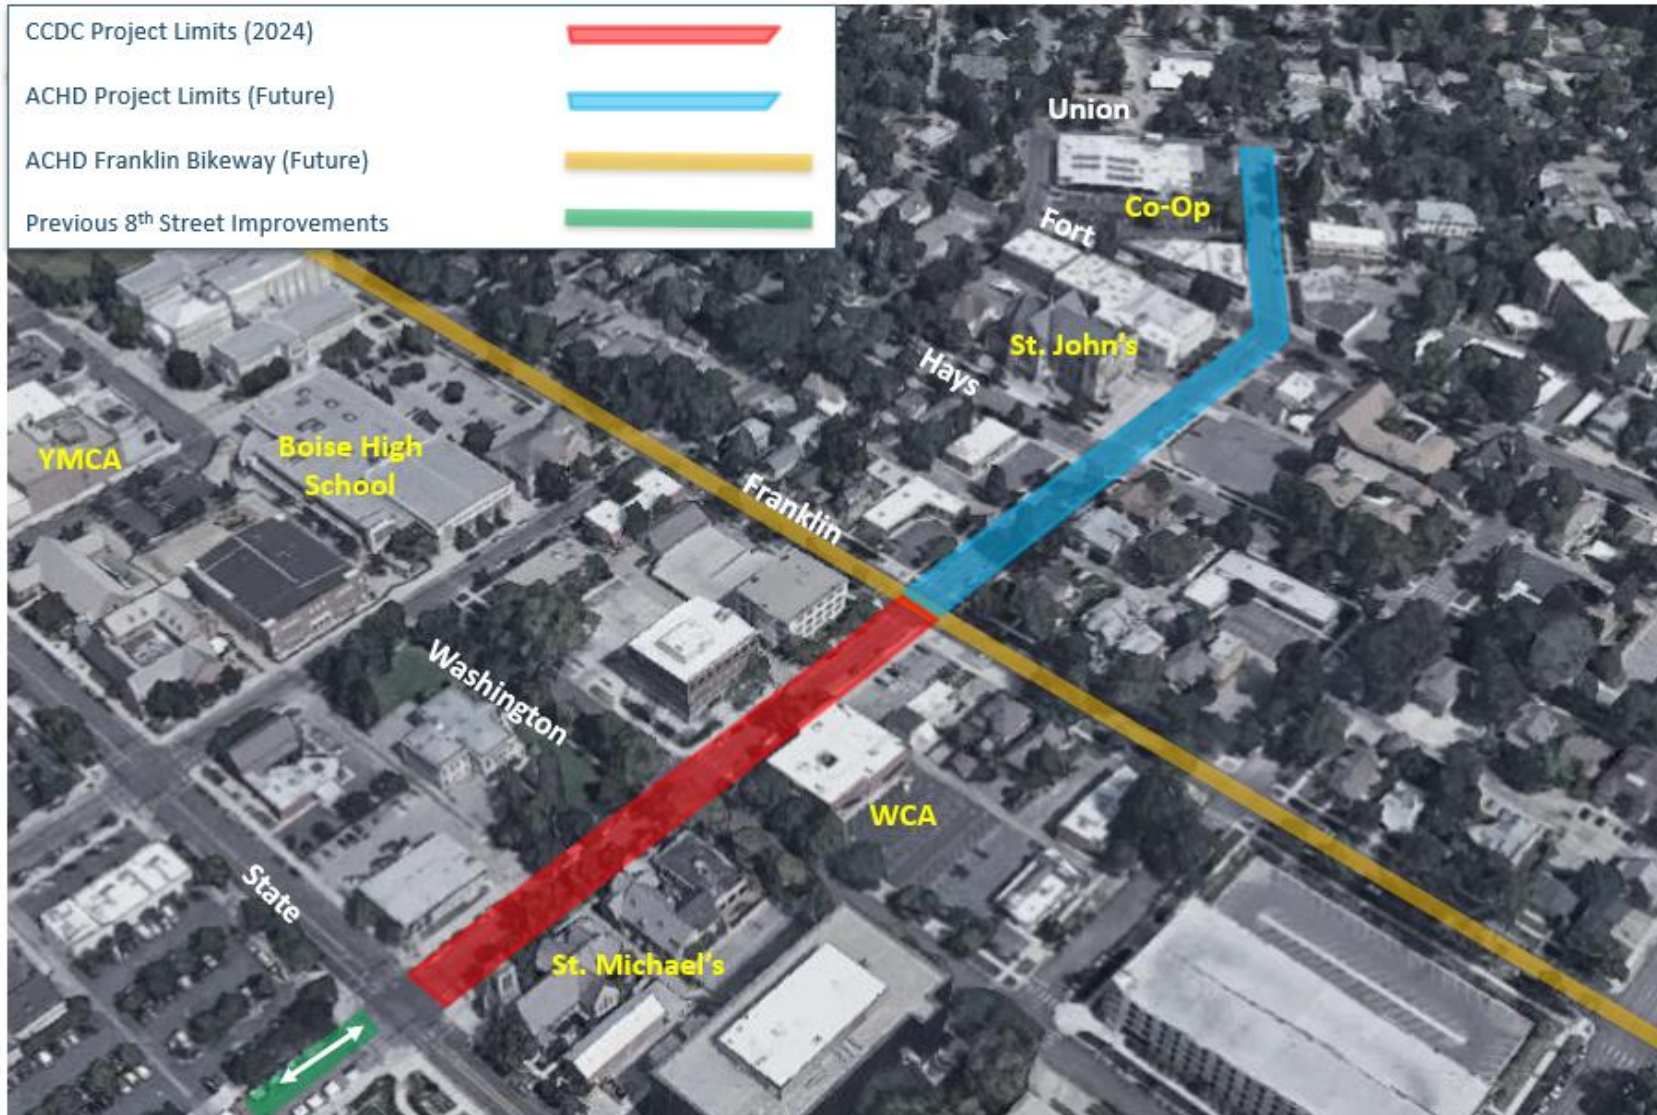 CCDC Project Limits (2024)
ACHD Project Limits (Future)
ACHD Franklin Bikeway (Future)
Previous 8th Street Improvements
Union
Co-Op
Fort
St. John's
Hays
YMCA
Boise High
School
Franklin
Washington
WCA
State
St. Michael's